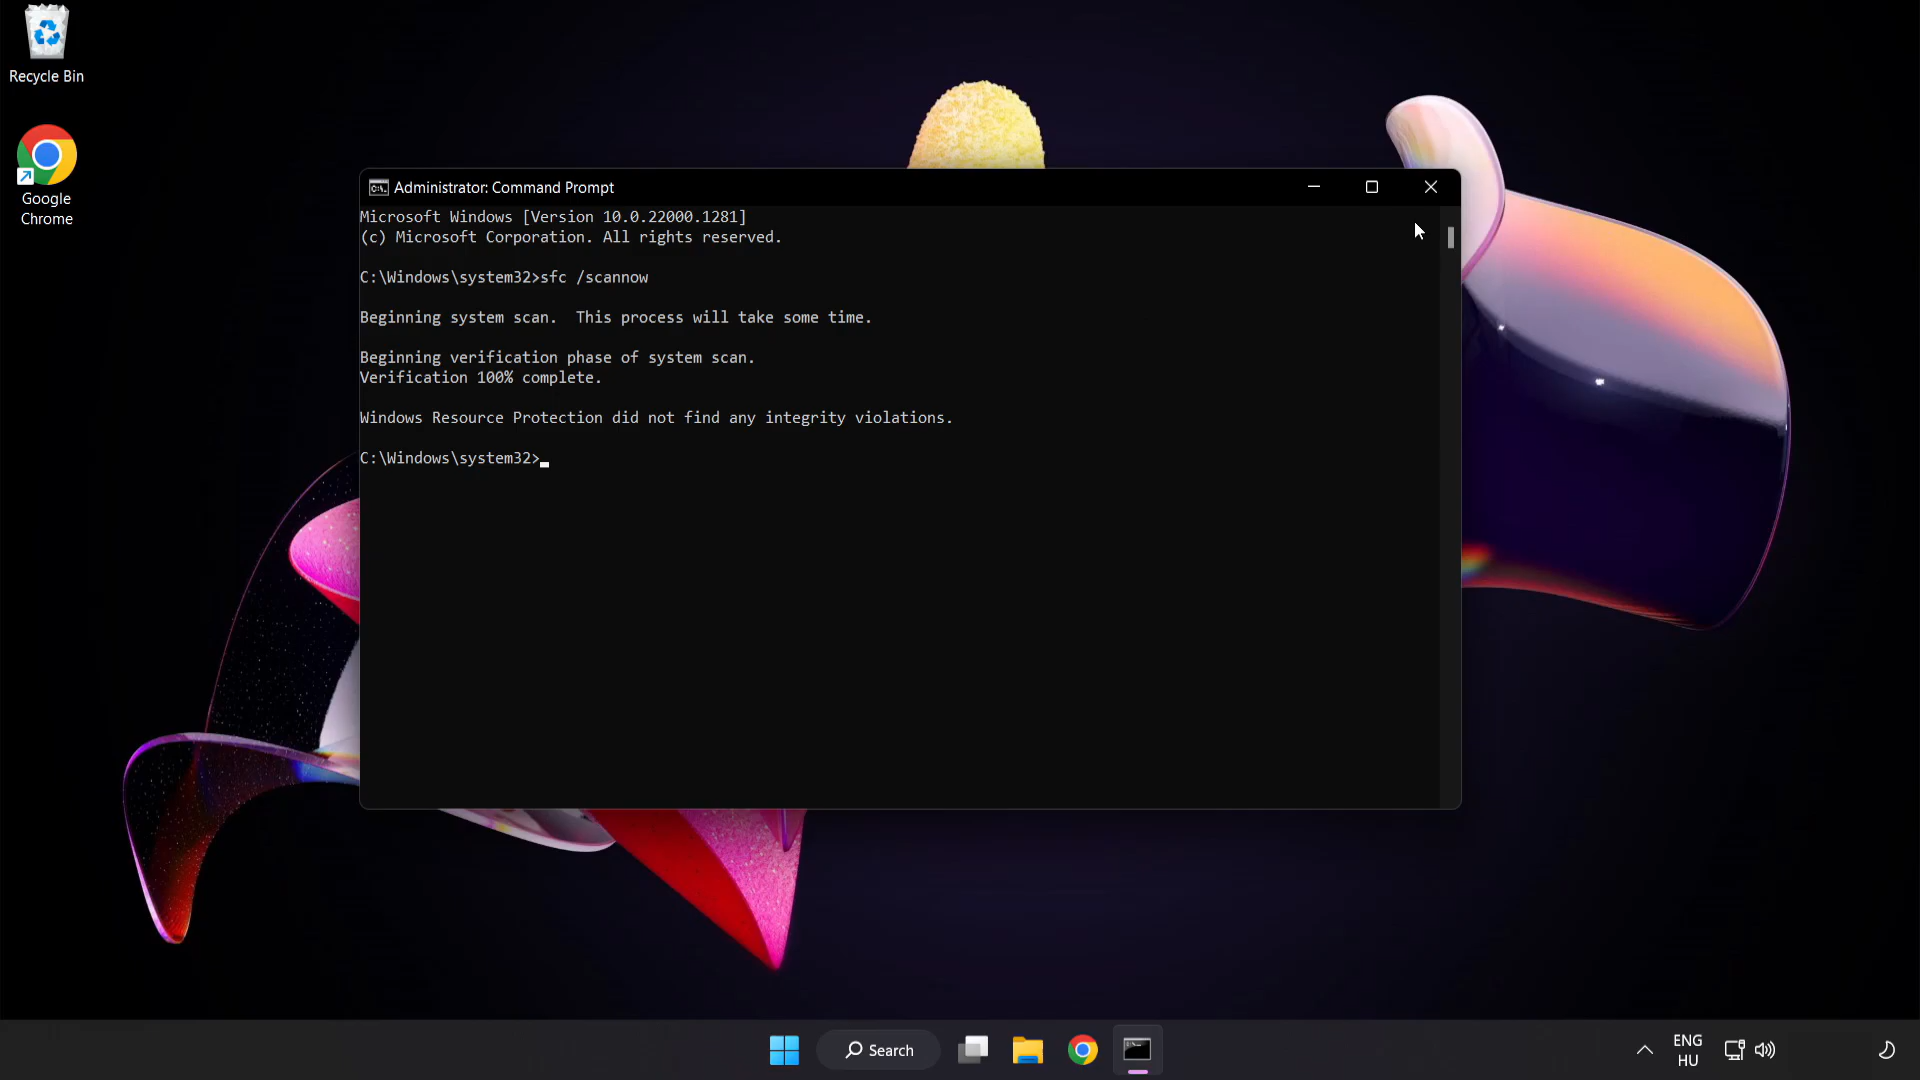 Recycle Bin
Google
Chrome
Administrator: Command Prompt
Microsoft Windows [Version 10.0.22000.1281]
(c) Microsoft Corporation. All rights reserved.
C:\Windows\system32>sfc /scannow
Beginning system scan.  This process will take some time.
Beginning verification phase of system scan.
Verification 100% complete.
Windows Resource Protection did not find any integrity violations.
C:\Windows\system32>
Search
ENG
HU